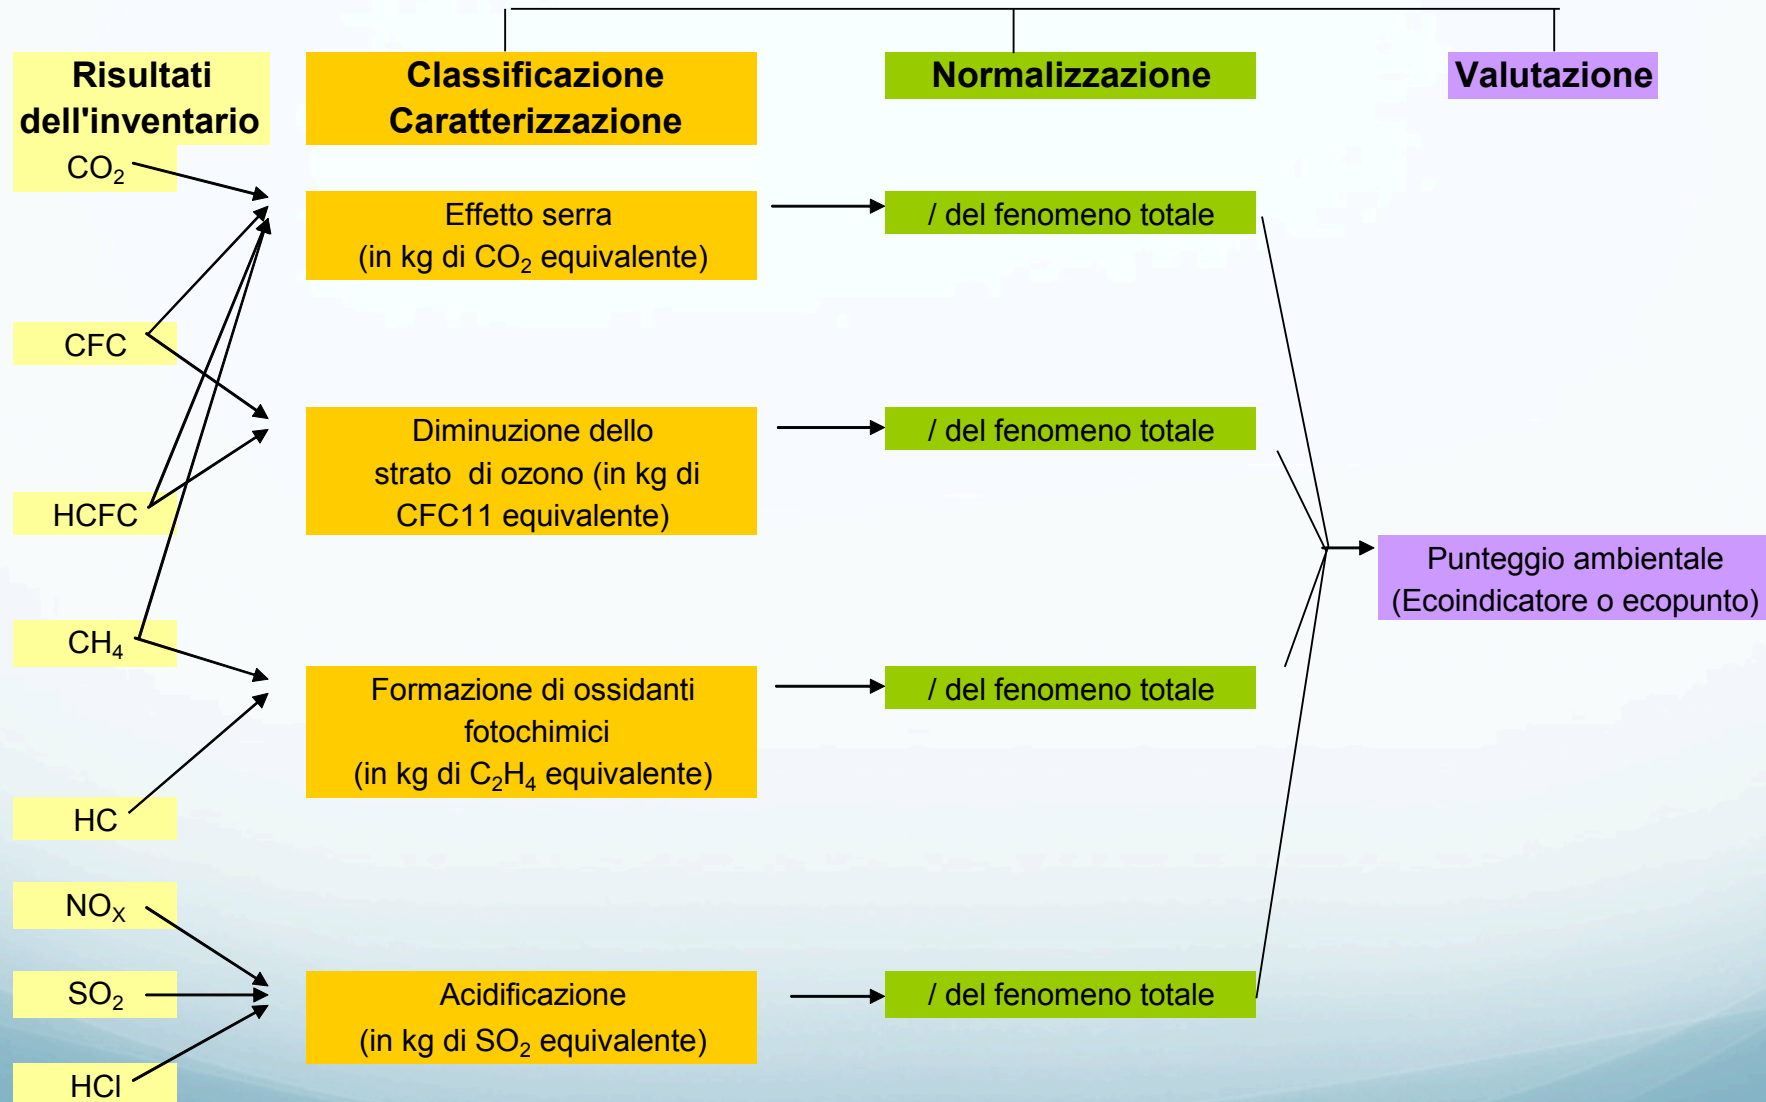 Risultati
dell'inventario
Classificazione
Caratterizzazione
Normalizzazione
Valutazione
CO₂
CFC
HCFC
CH₄
HC
NOₓ
SO₂
HCl
Effetto serra
(in kg di CO₂ equivalente)
Diminuzione dello
strato di ozono (in kg di
CFC11 equivalente)
Formazione di ossidanti
fotochimici
(in kg di C₂H₄ equivalente)
Acidificazione
(in kg di SO₂ equivalente)
/ del fenomeno totale
/ del fenomeno totale
/ del fenomeno totale
/ del fenomeno totale
Punteggio ambientale
(Ecoindicatore o ecopunto)